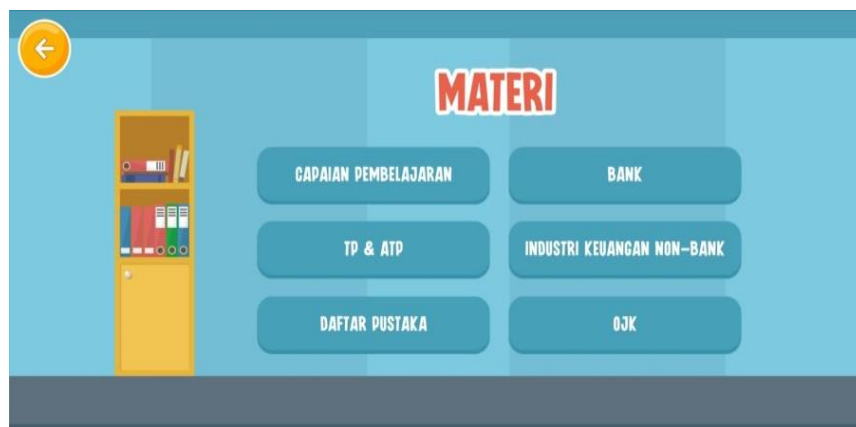 MATERI
CAPAIAN PEMBELAJARAN
BANK
TP & ATP
INDUSTRI KEUANGAN NON-BANK
DAFTAR PUSTAKA
OJK